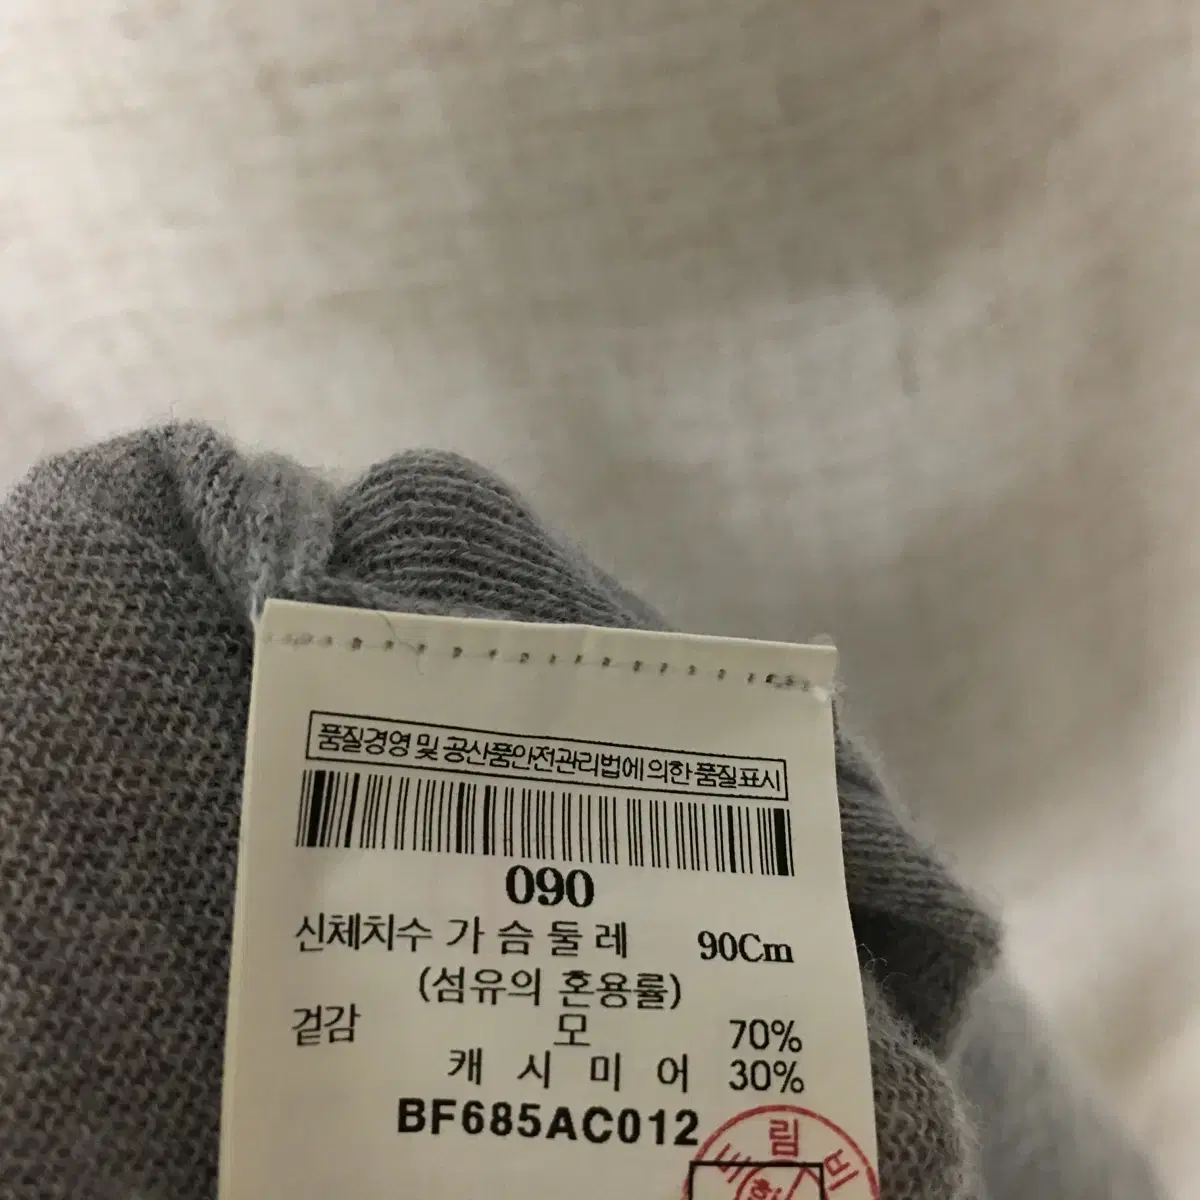 품질경영 및 공산품안전관리법에 의한 품질표시
090
신체치수 가 슴 둘 레 90Cm
(섬유의 혼용률)
겉감 모 70%
캐 시 미 어 30%
BF685AC012
림
비